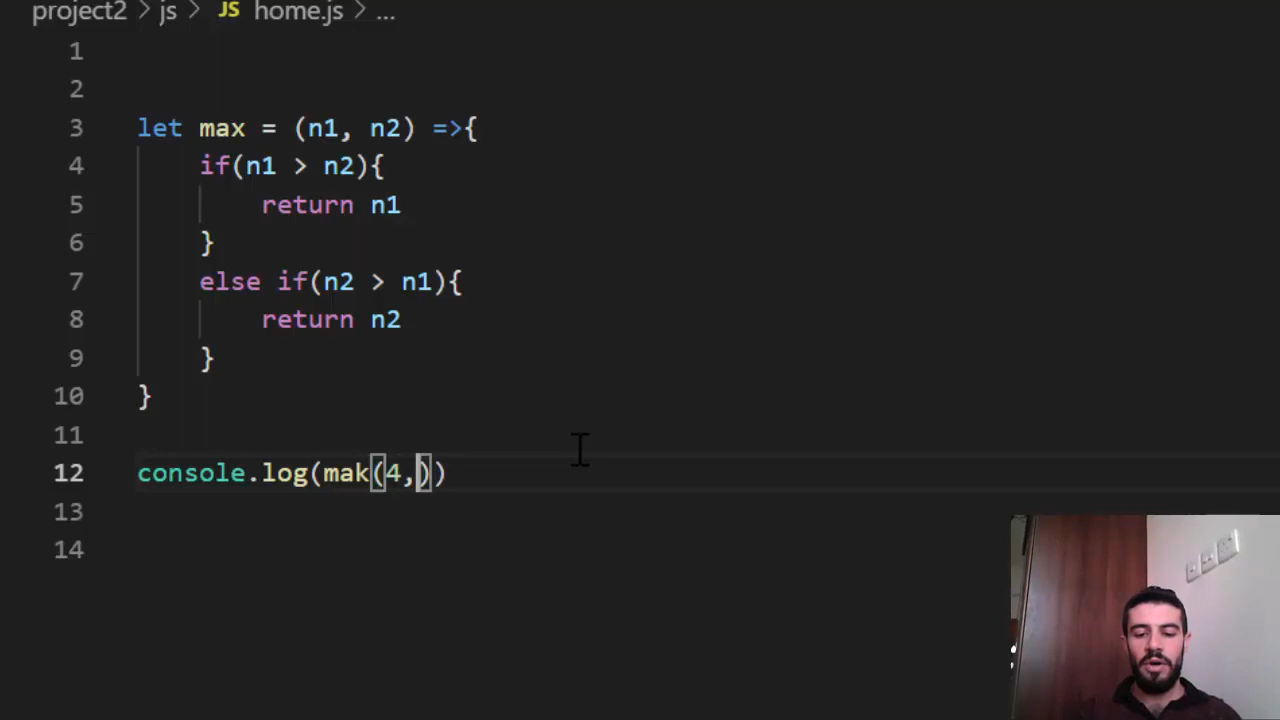 project2 > js > JS home.js > ...
1
2
3 let max = (n1, n2) =>{
4 if(n1 > n2){
5 return n1
6 }
7 else if(n2 > n1){
8 return n2
9 }
10 }
11
12 console.log(mak(4,))
13
14